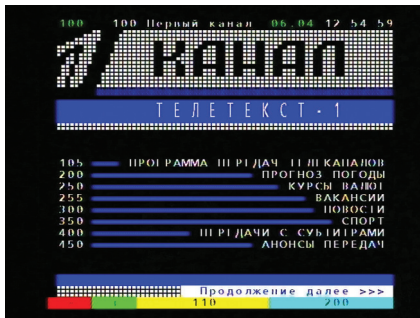 100 100 Первый канал 06.04 12 54 59
КАНАЛ
ТЕЛЕТЕКСТ-1
105 ПРОГРАММА ПЕРЕДАЧ ТЕЛЕКАНАЛОВ
200 ПРОГНОЗ ПОГОДЫ
250 КУРСЫ ВАЛЮТ
255 ВАКАНСИИ
300 НОВОСТИ
350 СПОРТ
400 ПЕРЕДАЧИ С СУБТИТРАМИ
450 АНОНСЫ ПЕРЕДАЧ
Продолжение далее >>>
110 200